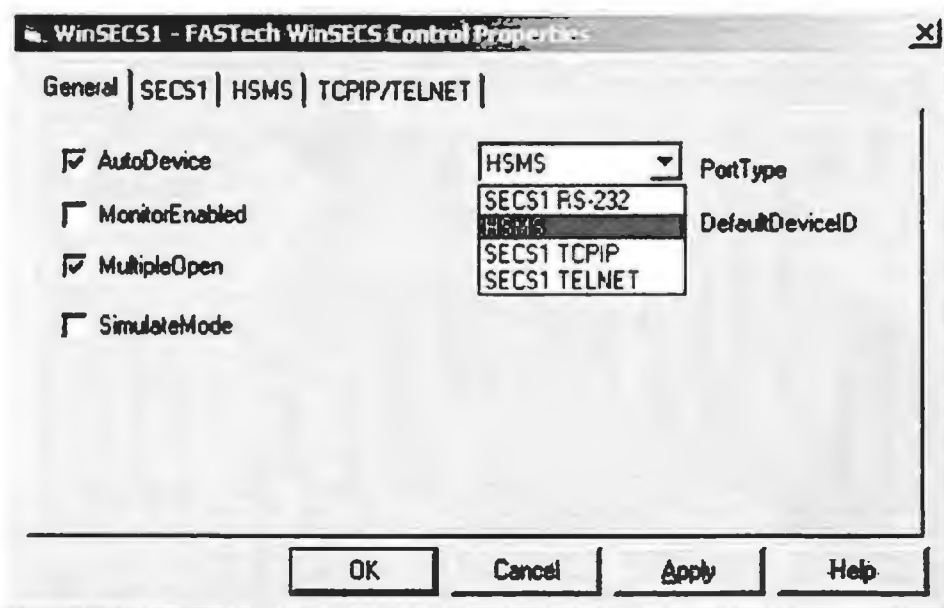 WinSECS1 - FASTech WinSECS Control Properties
General SECS1 HSMS TCPIP/TELNET
AutoDevice
MonitorEnabled
MultipleOpen
SimulateMode
HSMS PortType
SECS1 RS-232
HSMS
SECS1 TCPIP
SECS1 TELNET
DefaultDeviceID
OK Cancel Apply Help